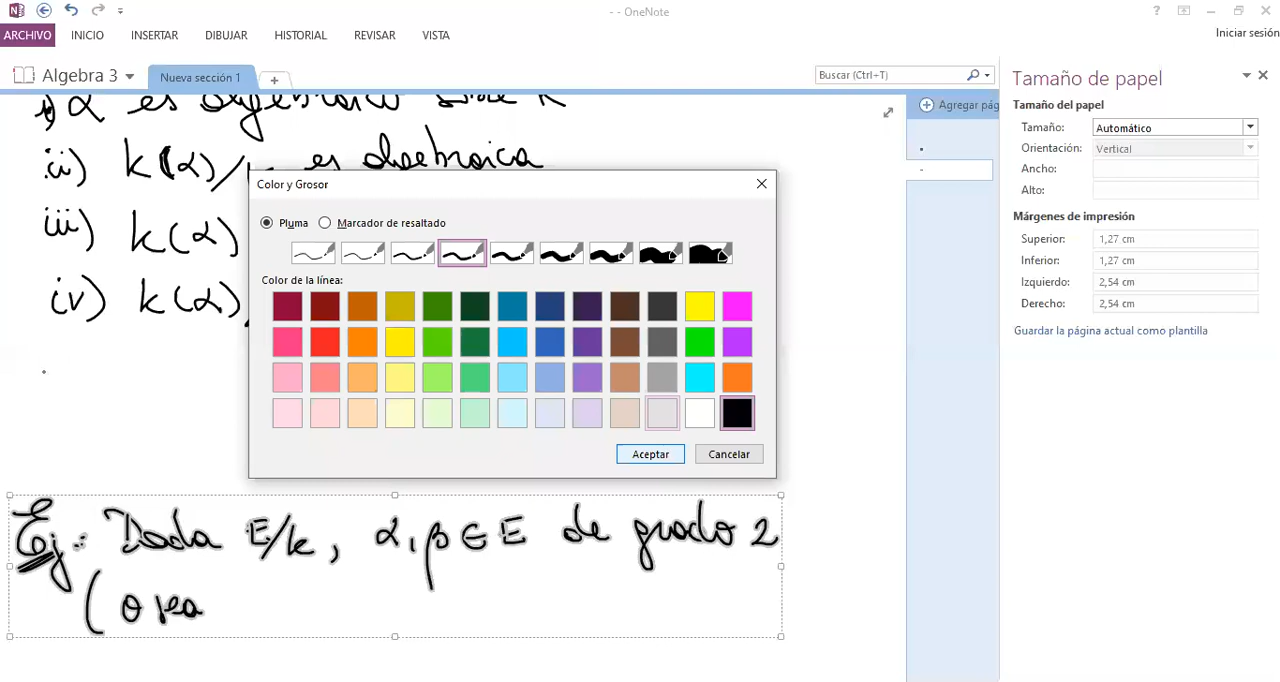 - - OneNote
ARCHIVO INICIO INSERTAR DIBUJAR HISTORIAL REVISAR VISTA
Iniciar sesión
Algebra 3
Nueva sección 1
Buscar (Ctrl+T)
Agregar pág
α es algebraico sobre k
ii) k(α)/k es algebraica
iii) k(α)
iv) k(α)
Color y Grosor
Pluma Marcador de resaltado
Color de la línea:
Aceptar Cancelar
Ej: Dada E/k, α, β ∈ E de grado 2
(o sea
Tamaño de papel
Tamaño del papel
Tamaño: Automático
Orientación: Vertical
Ancho:
Alto:
Márgenes de impresión
Superior: 1,27 cm
Inferior: 1,27 cm
Izquierdo: 2,54 cm
Derecho: 2,54 cm
Guardar la página actual como plantilla